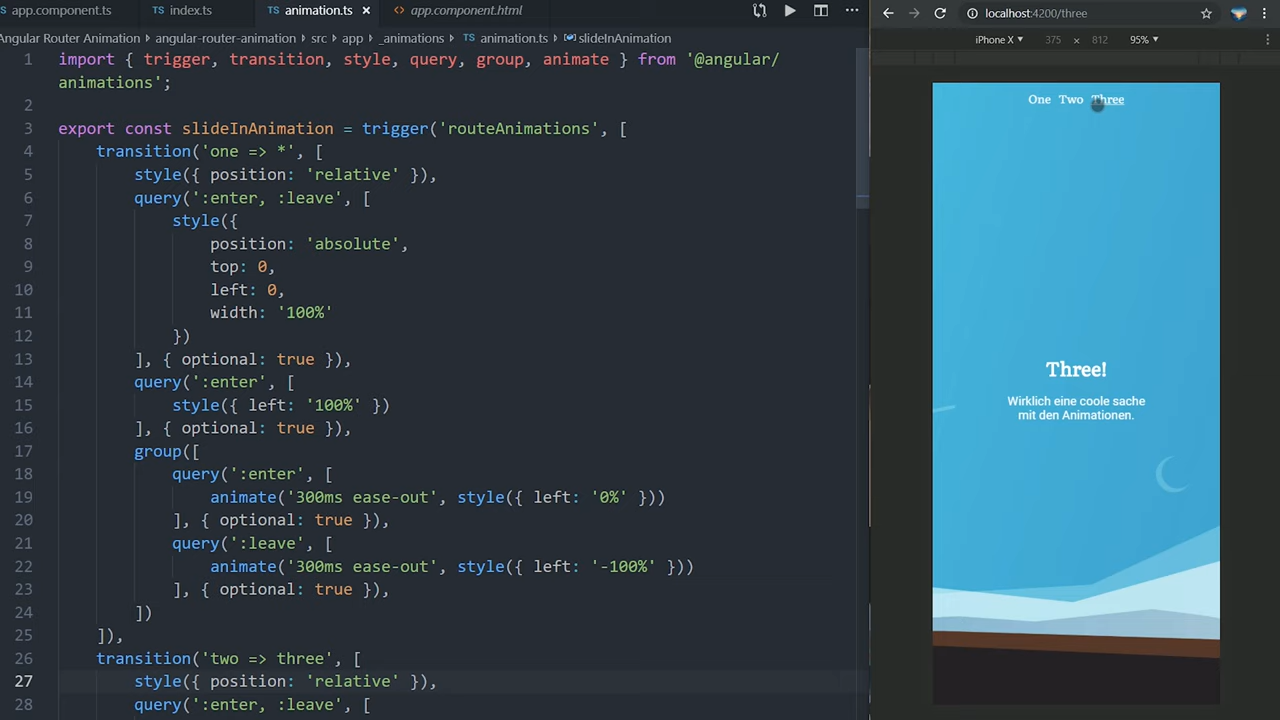 app.component.ts
index.ts
animation.ts
app.component.html
Angular Router Animation > angular-router-animation > src > app > _animations > animation.ts > slideInAnimation
1 import { trigger, transition, style, query, group, animate } from '@angular/
animations';
2
3 export const slideInAnimation = trigger('routeAnimations', [
4 transition('one => *', [
5 style({ position: 'relative' }),
6 query(':enter, :leave', [
7 style({
8 position: 'absolute',
9 top: 0,
10 left: 0,
11 width: '100%'
12 })
13 ], { optional: true }),
14 query(':enter', [
15 style({ left: '100%' })
16 ], { optional: true }),
17 group([
18 query(':enter', [
19 animate('300ms ease-out', style({ left: '0%' }))
20 ], { optional: true }),
21 query(':leave', [
22 animate('300ms ease-out', style({ left: '-100%' }))
23 ], { optional: true }),
24 ])
25 ]),
26 transition('two => three', [
27 style({ position: 'relative' }),
28 query(':enter, :leave', [
localhost:4200/three
iPhone X 375 × 812 95%
One Two Three
Three!
Wirklich eine coole sache
mit den Animationen.